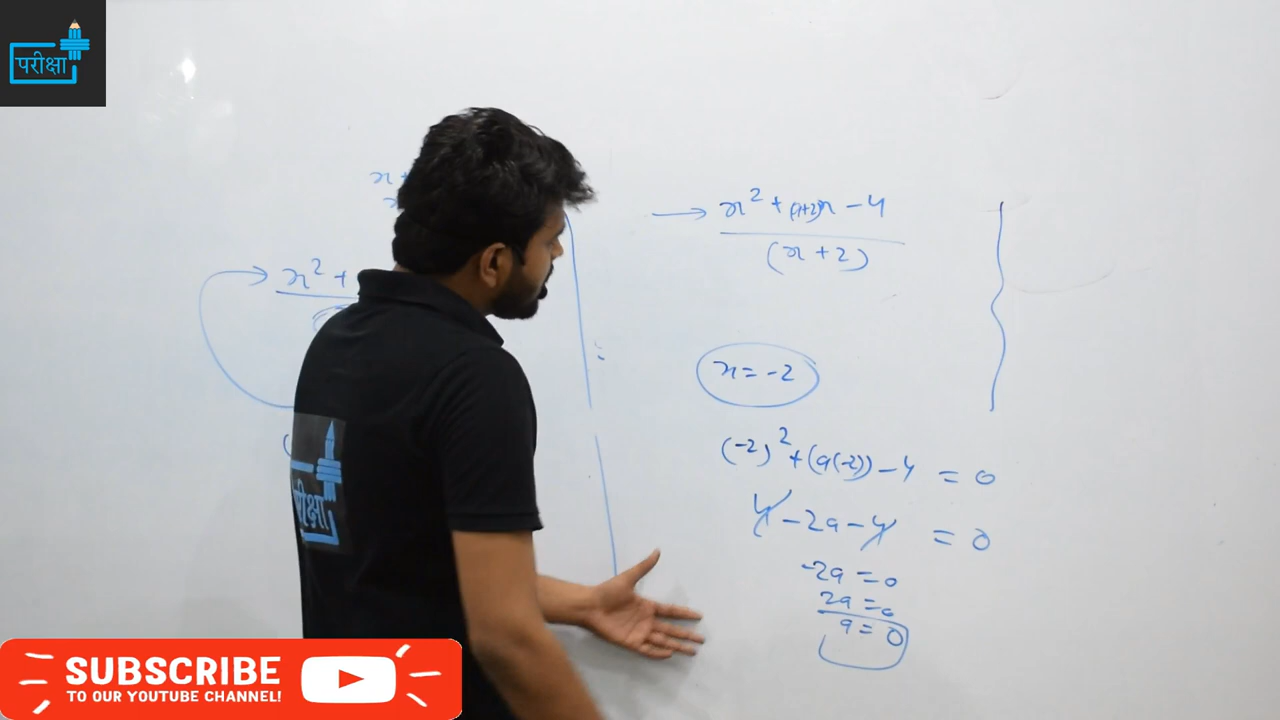 परीक्षा
x² + (a+2)x - 4
(x + 2)
x² +
x = -2
(-2)² + (a(-2)) - 4 = 0
4 - 2a - 4 = 0
-2a = 0
2a = 0
a = 0
परीक्षा
SUBSCRIBE
TO OUR YOUTUBE CHANNEL!